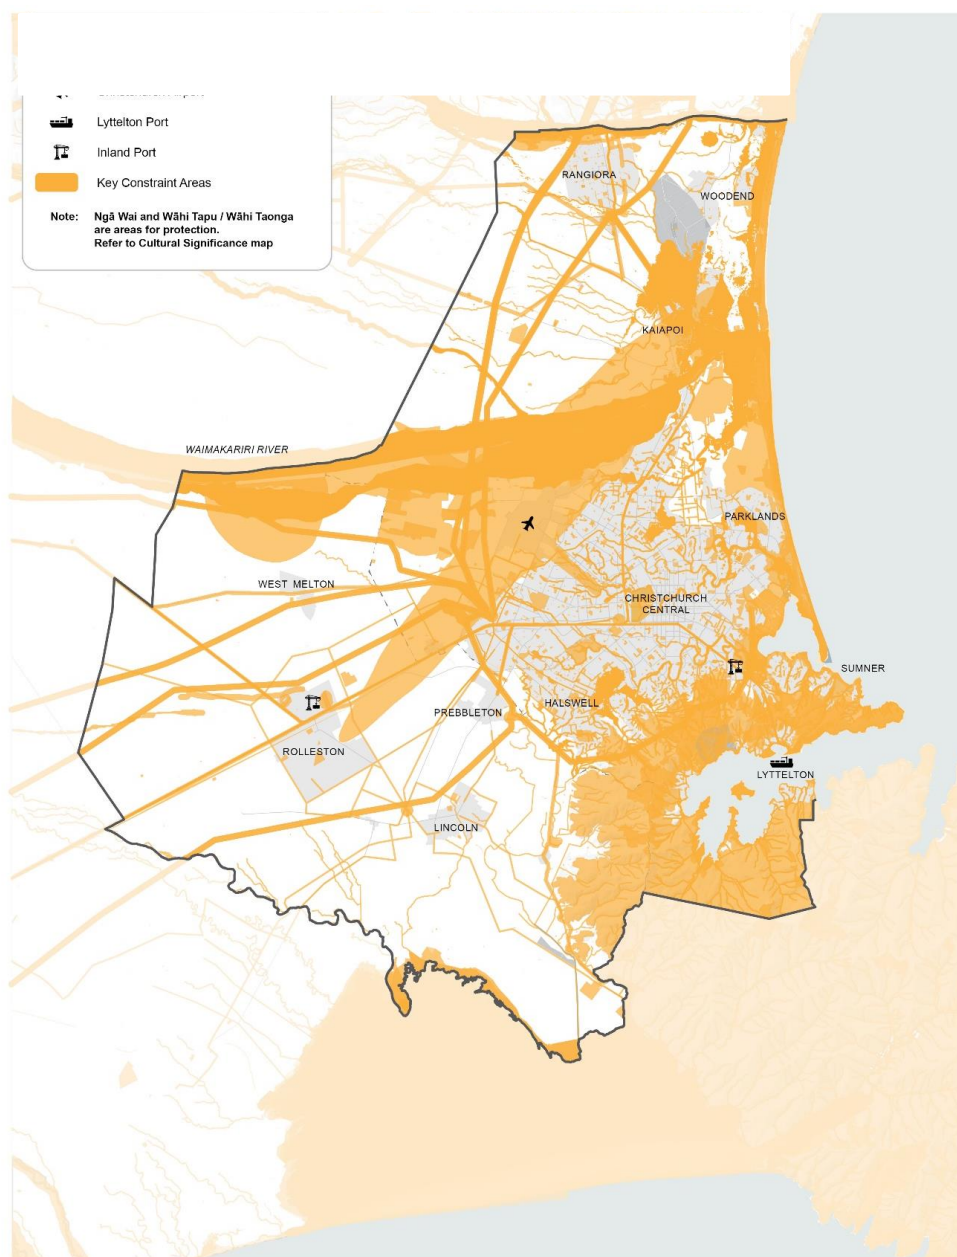 Lyttelton Port
Inland Port
Key Constraint Areas
Note: Ngā Wai and Wāhi Tapu / Wāhi Taonga
are areas for protection.
Refer to Cultural Significance map
RANGIORA
WOODEND
KAIAPOI
WAIMAKARIRI RIVER
PARKLANDS
WEST MELTON
CHRISTCHURCH
CENTRAL
SUMNER
HALSWELL
PREBBLETON
ROLLESTON
LYTTELTON
LINCOLN